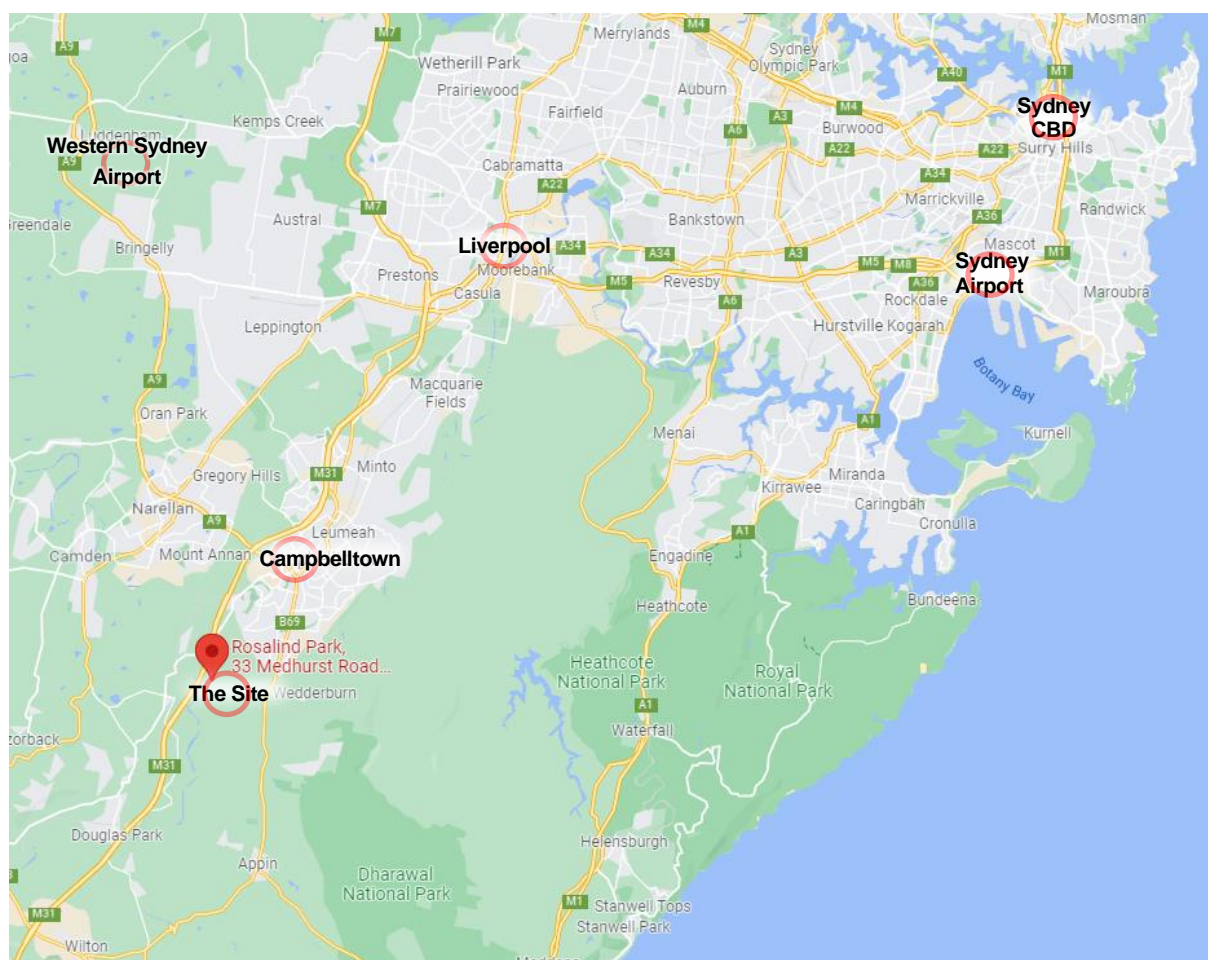 Mosman
M7
M4
Merrylands
A9
goa
Wetherill Park
Sydney
Olympic Park
M1
A40
Prairiewood
Auburn
Fairfield
Sydney
CBD
M4
A3
Kemps Creek
Burwood
A6
Luddenham
Western Sydney
Airport
A9
Cabramatta
A22
A22
Surry Hills
A22
A34
Marrickville
M7
Greendale
Austral
Bankstown
A36
Randwick
Bringelly
Liverpool
A34
A34
A3
Mascot
M1
Prestons
Moorebank
M5
Revesby
M5
M8
Sydney
Airport
A36
Casula
A6
Rockdale
Maroubra
Leppington
Hurstville
Kogarah
Botany Bay
A9
Macquarie
Fields
Oran Park
A1
Menai
Kurnell
Gregory Hills
M31
Minto
Miranda
Kirrawee
Caringbah
Narellan
A9
Cronulla
Leumeah
A1
Camden
Mount Annan
Campbelltown
Engadine
Heathcote
Bundeena
B69
Rosalind Park,
33 Medhurst Road...
Heathcote
National Park
Royal
National Park
The Site
Wedderburn
A1
Waterfall
zorback
M31
Douglas Park
Helensburgh
Appin
Dharawal
National Park
M1
Stanwell Tops
M31
Stanwell Park
Wilton